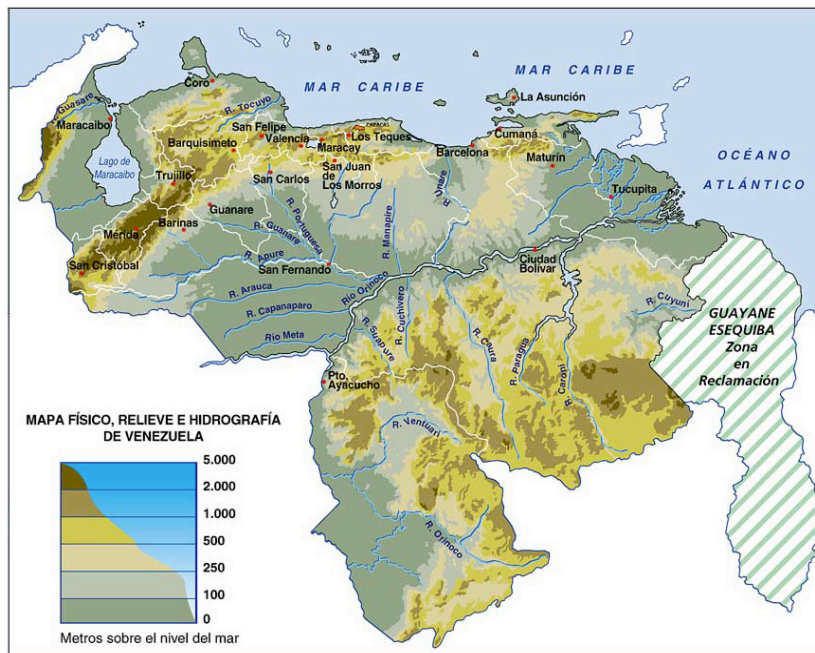 MAR CARIBE
MAR CARIBE
Coro
La Asunción
R. Guasare
R. Tocuyo
Maracaibo
San Felipe
CARACAS
Valencia
Los Teques
Cumaná
Barquisimeto
Maracay
Barcelona
Maturín
OCÉANO
ATLÁNTICO
Lago de
Maracaibo
Trujillo
San Carlos
San Juan
de
Los Morros
Tucupita
R. Unare
Guanare
R. Portuguesa
R. Guanare
R. Manapire
Mérida
Barinas
R. Apure
San Cristóbal
San Fernando
Ciudad
Bolívar
R. Arauca
Río Orinoco
R. Capanaparo
R. Cuchivero
R. Cuyuni
Río Meta
R. Suapure
R. Caura
R. Paragua
R. Caroní
GUAYANE
ESEQUIBA
Zona
en
Reclamación
Pto.
Ayacucho
R. Ventuari
R. Orinoco
MAPA FÍSICO, RELIEVE E HIDROGRAFÍA
DE VENEZUELA
5.000
2.000
1.000
500
250
100
0
Metros sobre el nivel del mar